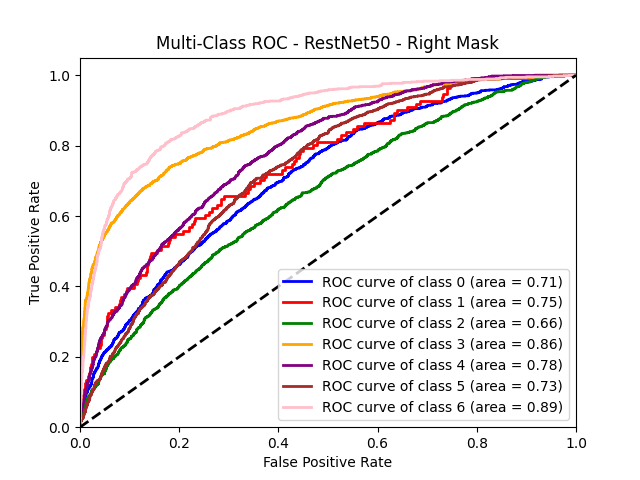 Multi-Class ROC - RestNet50 - Right Mask
True Positive Rate
1.0
0.8
0.6
0.4
0.2
0.0
ROC curve of class 0 (area = 0.71)
ROC curve of class 1 (area = 0.75)
ROC curve of class 2 (area = 0.66)
ROC curve of class 3 (area = 0.86)
ROC curve of class 4 (area = 0.78)
ROC curve of class 5 (area = 0.73)
ROC curve of class 6 (area = 0.89)
0.0 0.2 0.4 0.6 0.8 1.0
False Positive Rate